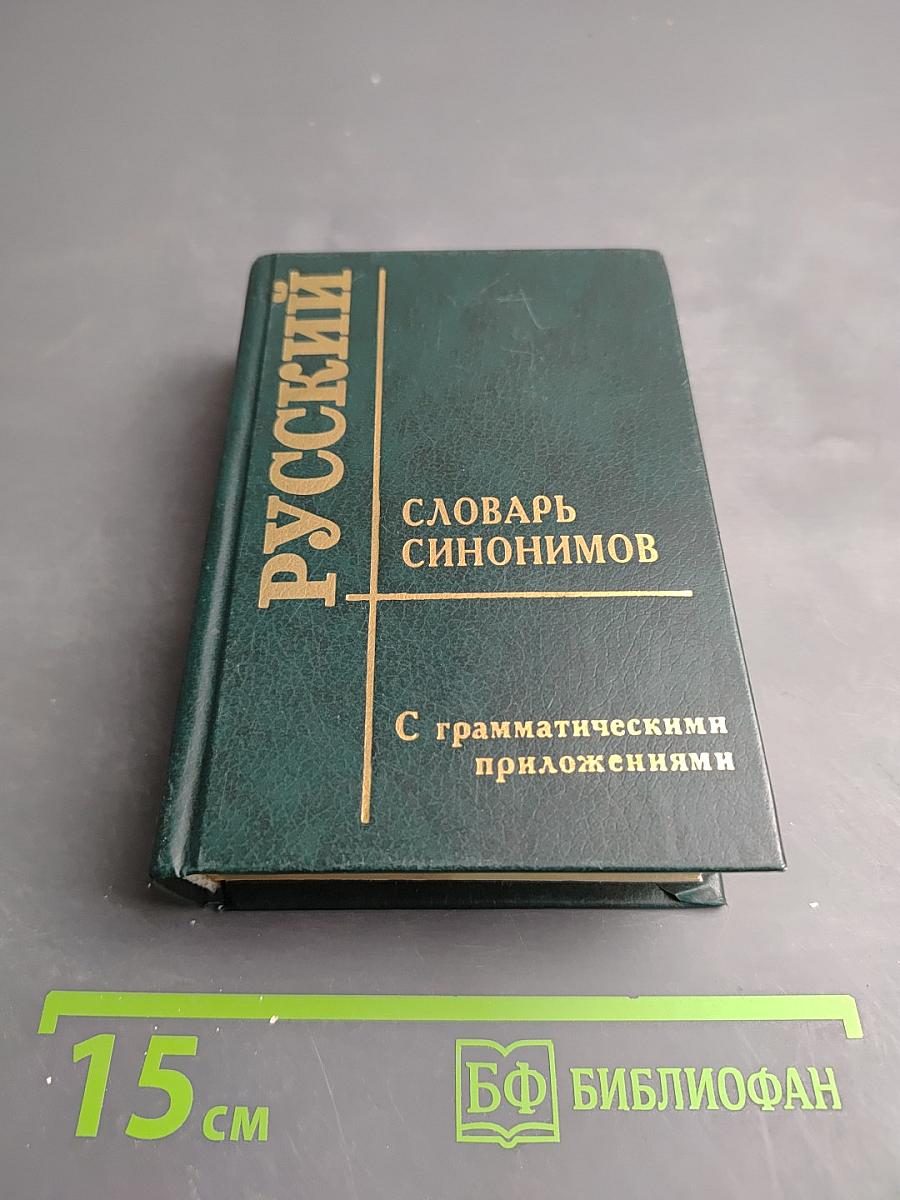 РУССКИЙ
СЛОВАРЬ
СИНОНИМОВ
С грамматическими
приложениями
15 см
БФ БИБЛИОФАН